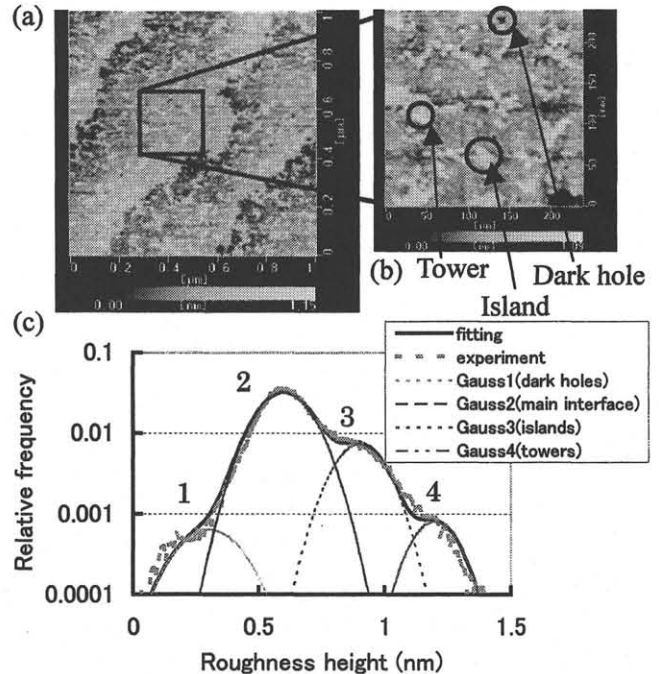 (a)
1
0.8
0.6
0.4
0.2
0
[μm]
0 0.2 0.4 0.6 0.8 1
[μm]
0.00 1.15
200
150
100
50
0
[nm]
0 50 100 150 200
[nm]
0.00 1.09
(b)
Tower
Island
Dark hole
(c)
fitting
experiment
Gauss1(dark holes)
Gauss2(main interface)
Gauss3(islands)
Gauss4(towers)
Relative frequency
0.1
0.01
0.001
0.0001
1
2
3
4
0 0.5 1 1.5
Roughness height (nm)